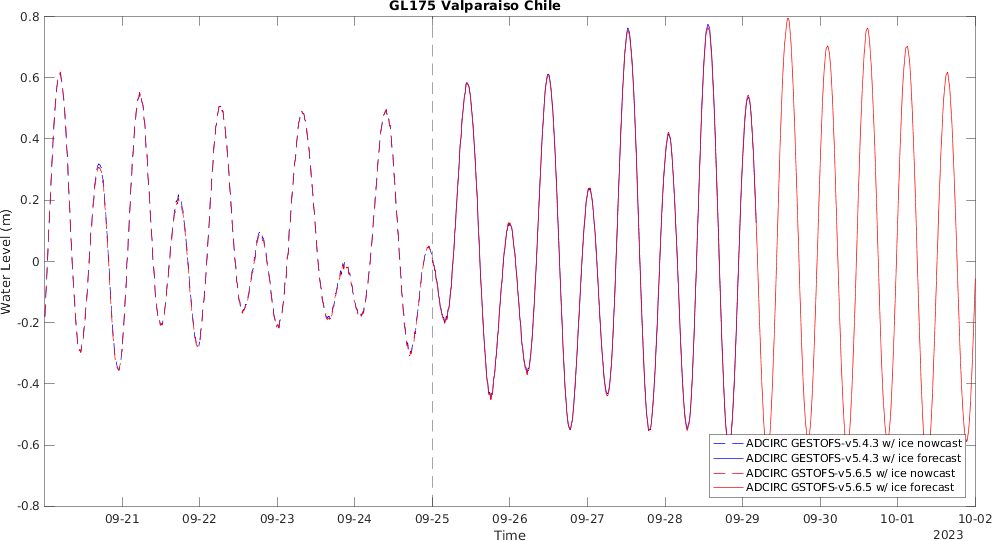 GL175 Valparaiso Chile
0.8
0.6
0.4
0.2
0
-0.2
-0.4
-0.6
-0.8
Water Level (m)
ADCIRC GESTOFS-v5.4.3 w/ ice nowcast
ADCIRC GESTOFS-v5.4.3 w/ ice forecast
ADCIRC GSTOFS-v5.6.5 w/ ice nowcast
ADCIRC GSTOFS-v5.6.5 w/ ice forecast
09-21 09-22 09-23 09-24 09-25 09-26 09-27 09-28 09-29 09-30 10-01 10-02
Time
2023